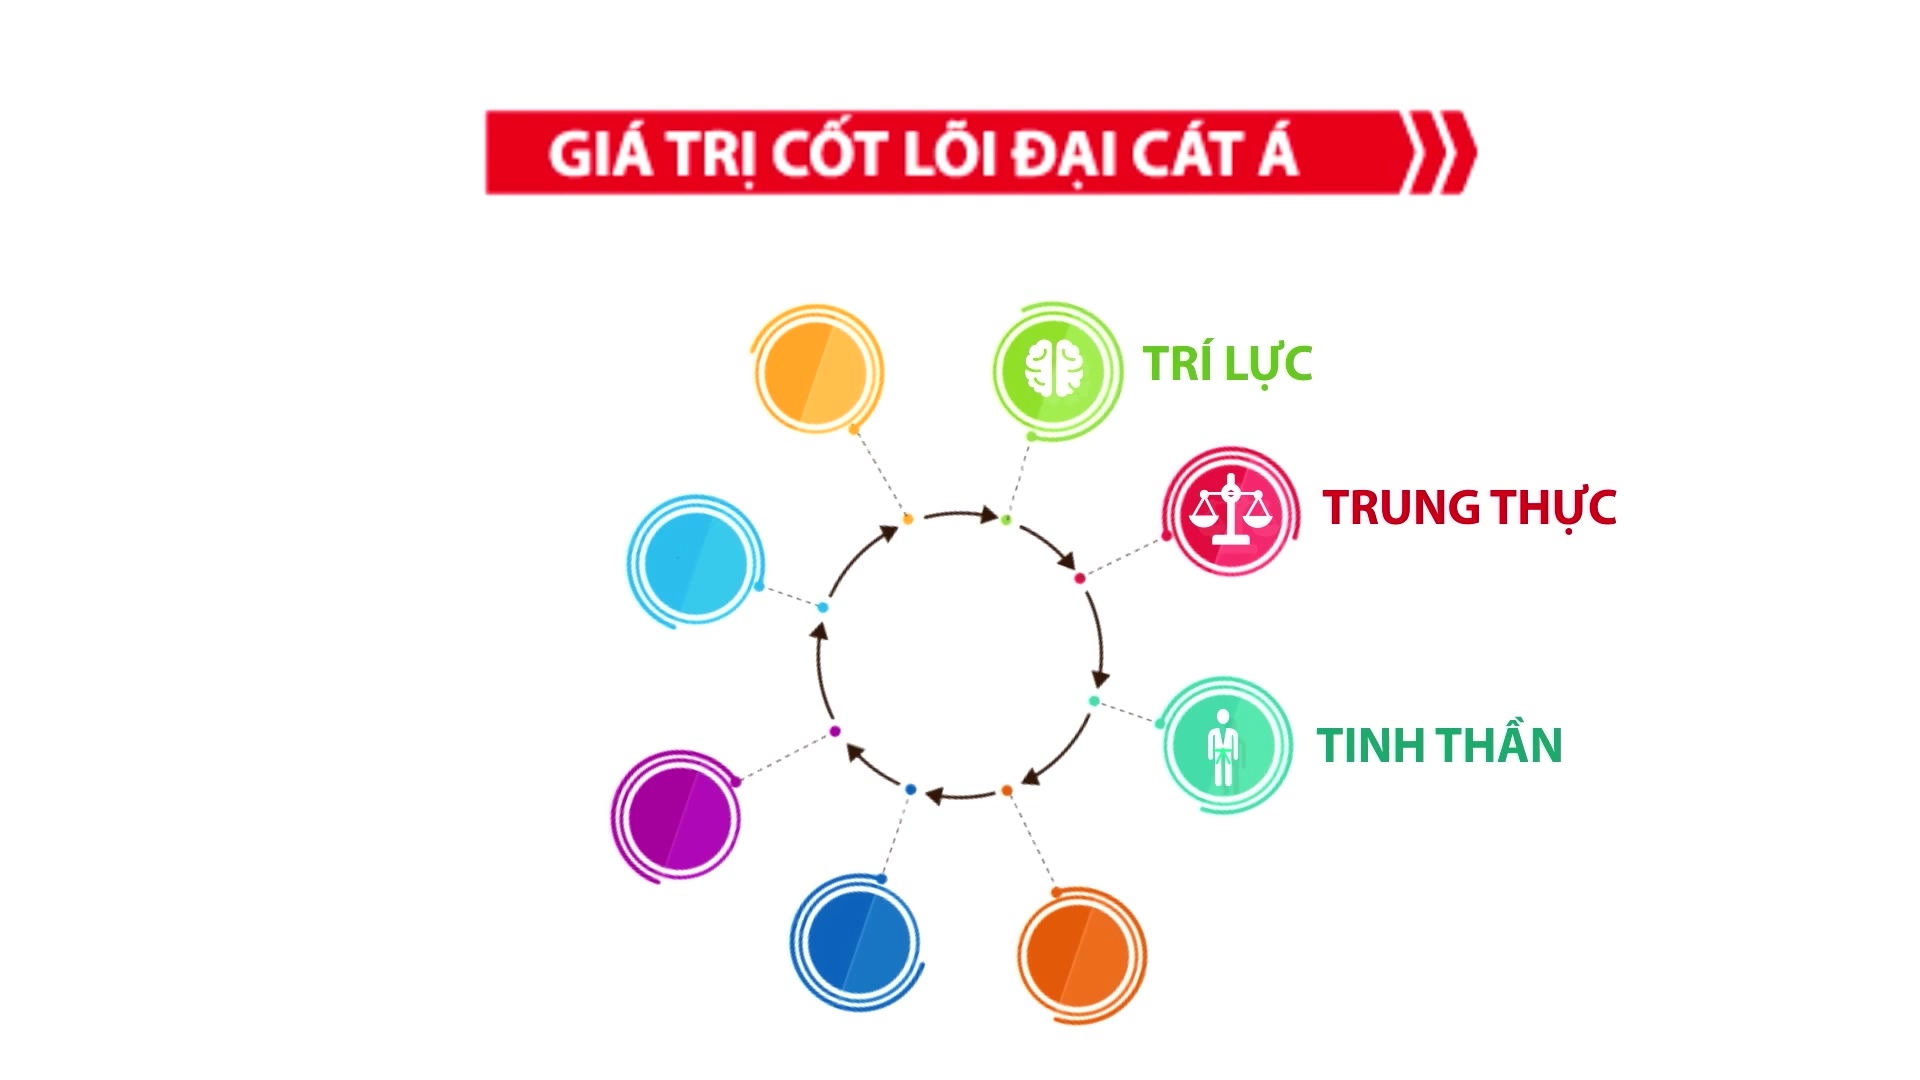 GIÁ TRỊ CỐT LÕI ĐẠI CÁT Á
TRÍ LỰC
TRUNG THỰC
TINH THẦN